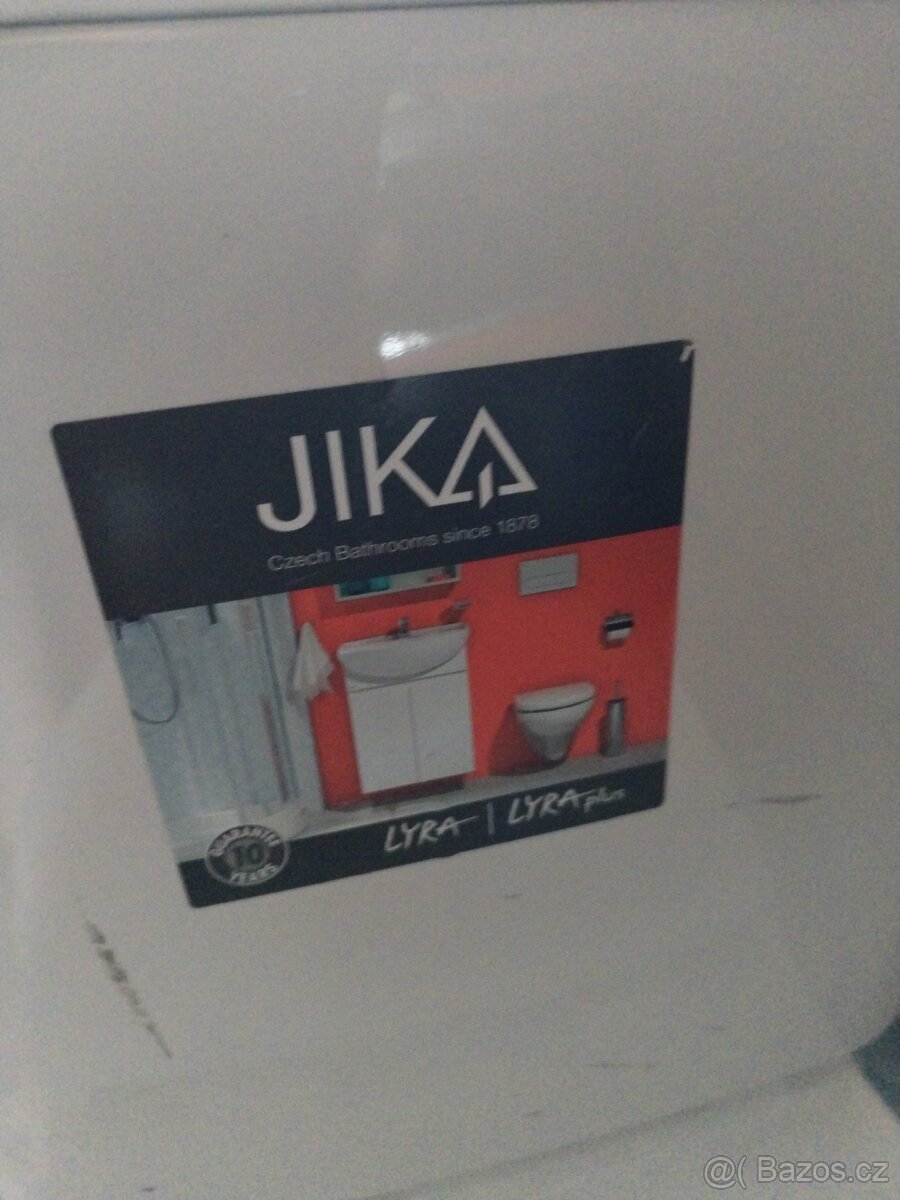 JIKA
Czech Bathrooms since 1878
GUARANTEE
10
YEARS
LYRA | LYRA plus
@( Bazos.cz